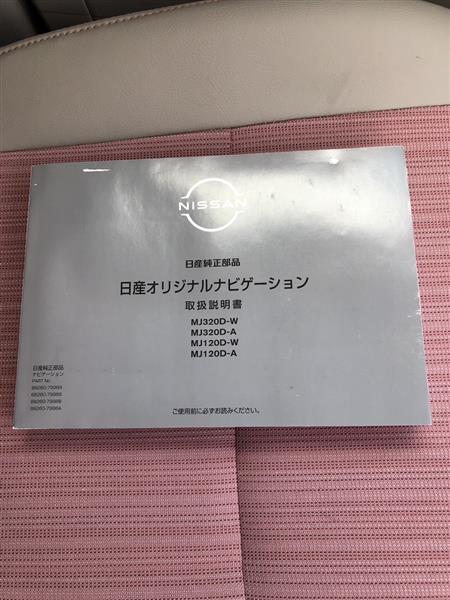 NISSAN
日産純正部品
日産オリジナルナビゲーション
取扱説明書
MJ320D-W
MJ320D-A
MJ120D-W
MJ120D-A
日産純正部品
ナビゲーション
PART No.
ご使用前に必ずお読みください。